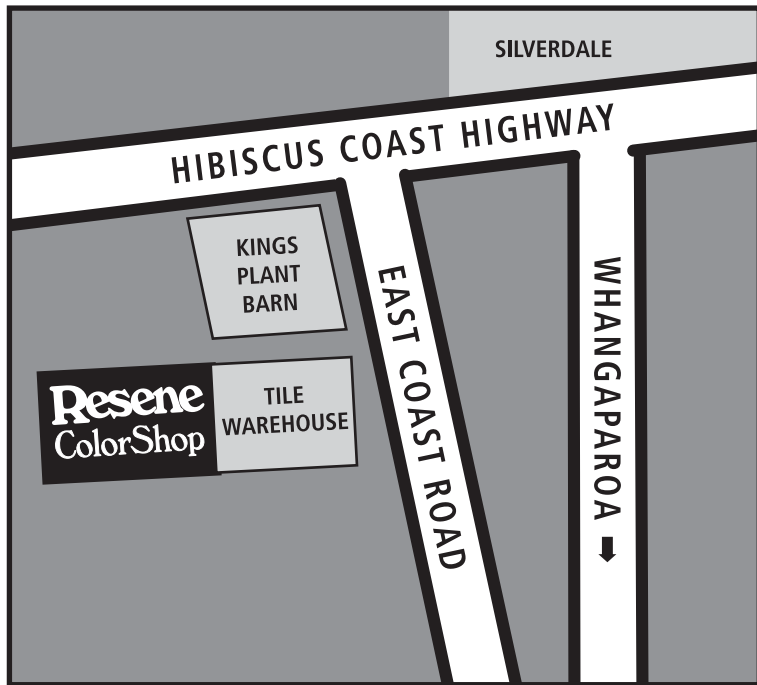 SILVERDALE
HIBISCUS COAST HIGHWAY
KINGS
PLANT
BARN
EAST COAST ROAD
WHANGAPAROA
Resene
ColorShop
TILE
WAREHOUSE